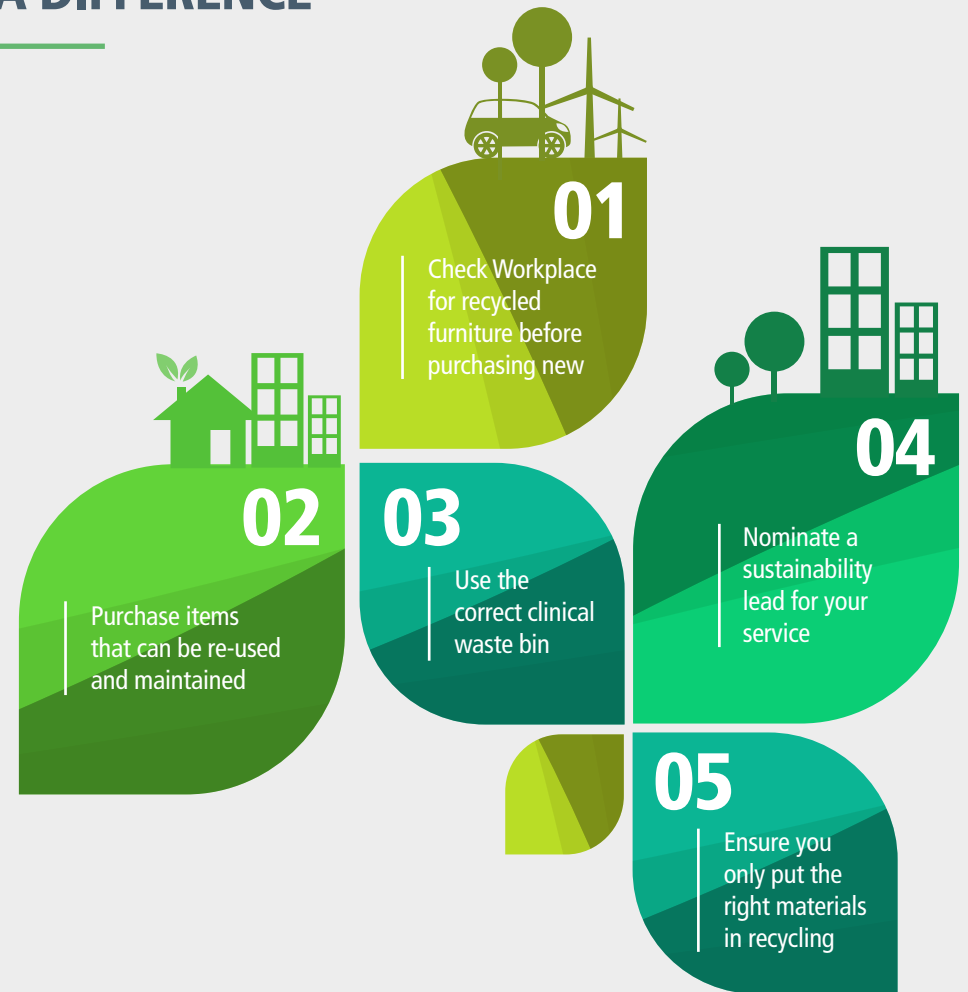 A DIFFERENCE
01
Check Workplace
for recycled
furniture before
purchasing new
02
Purchase items
that can be re-used
and maintained
03
Use the
correct clinical
waste bin
04
Nominate a
sustainability
lead for your
service
05
Ensure you
only put the
right materials
in recycling